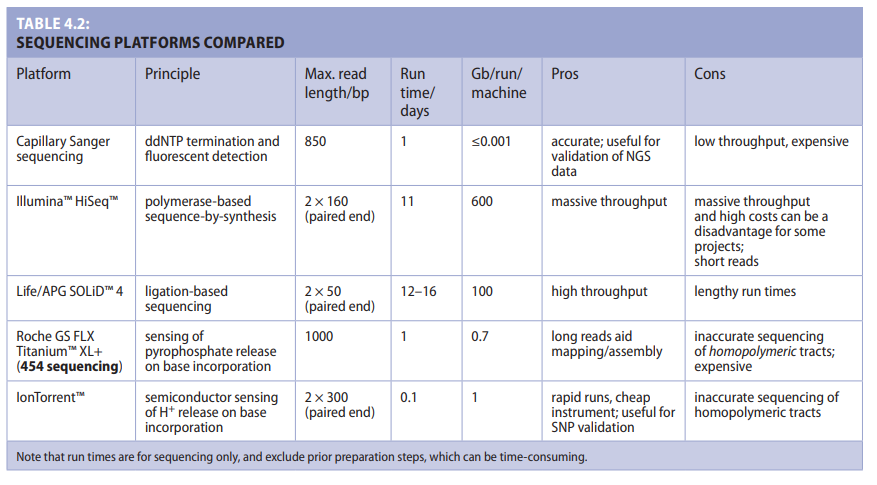 TABLE 4.2:
SEQUENCING PLATFORMS COMPARED
Platform Principle Max. read length/bp Run time/days Gb/run/machine Pros Cons
Capillary Sanger sequencing ddNTP termination and fluorescent detection 850 1 ≤0.001 accurate; useful for validation of NGS data low throughput, expensive
Illumina™ HiSeq™ polymerase-based sequence-by-synthesis 2 × 160 (paired end) 11 600 massive throughput massive throughput and high costs can be a disadvantage for some projects; short reads
Life/APG SOLiD™ 4 ligation-based sequencing 2 × 50 (paired end) 12–16 100 high throughput lengthy run times
Roche GS FLX Titanium™ XL+ (454 sequencing) sensing of pyrophosphate release on base incorporation 1000 1 0.7 long reads aid mapping/assembly inaccurate sequencing of homopolymeric tracts; expensive
IonTorrent™ semiconductor sensing of H+ release on base incorporation 2 × 300 (paired end) 0.1 1 rapid runs, cheap instrument; useful for SNP validation inaccurate sequencing of homopolymeric tracts
Note that run times are for sequencing only, and exclude prior preparation steps, which can be time-consuming.